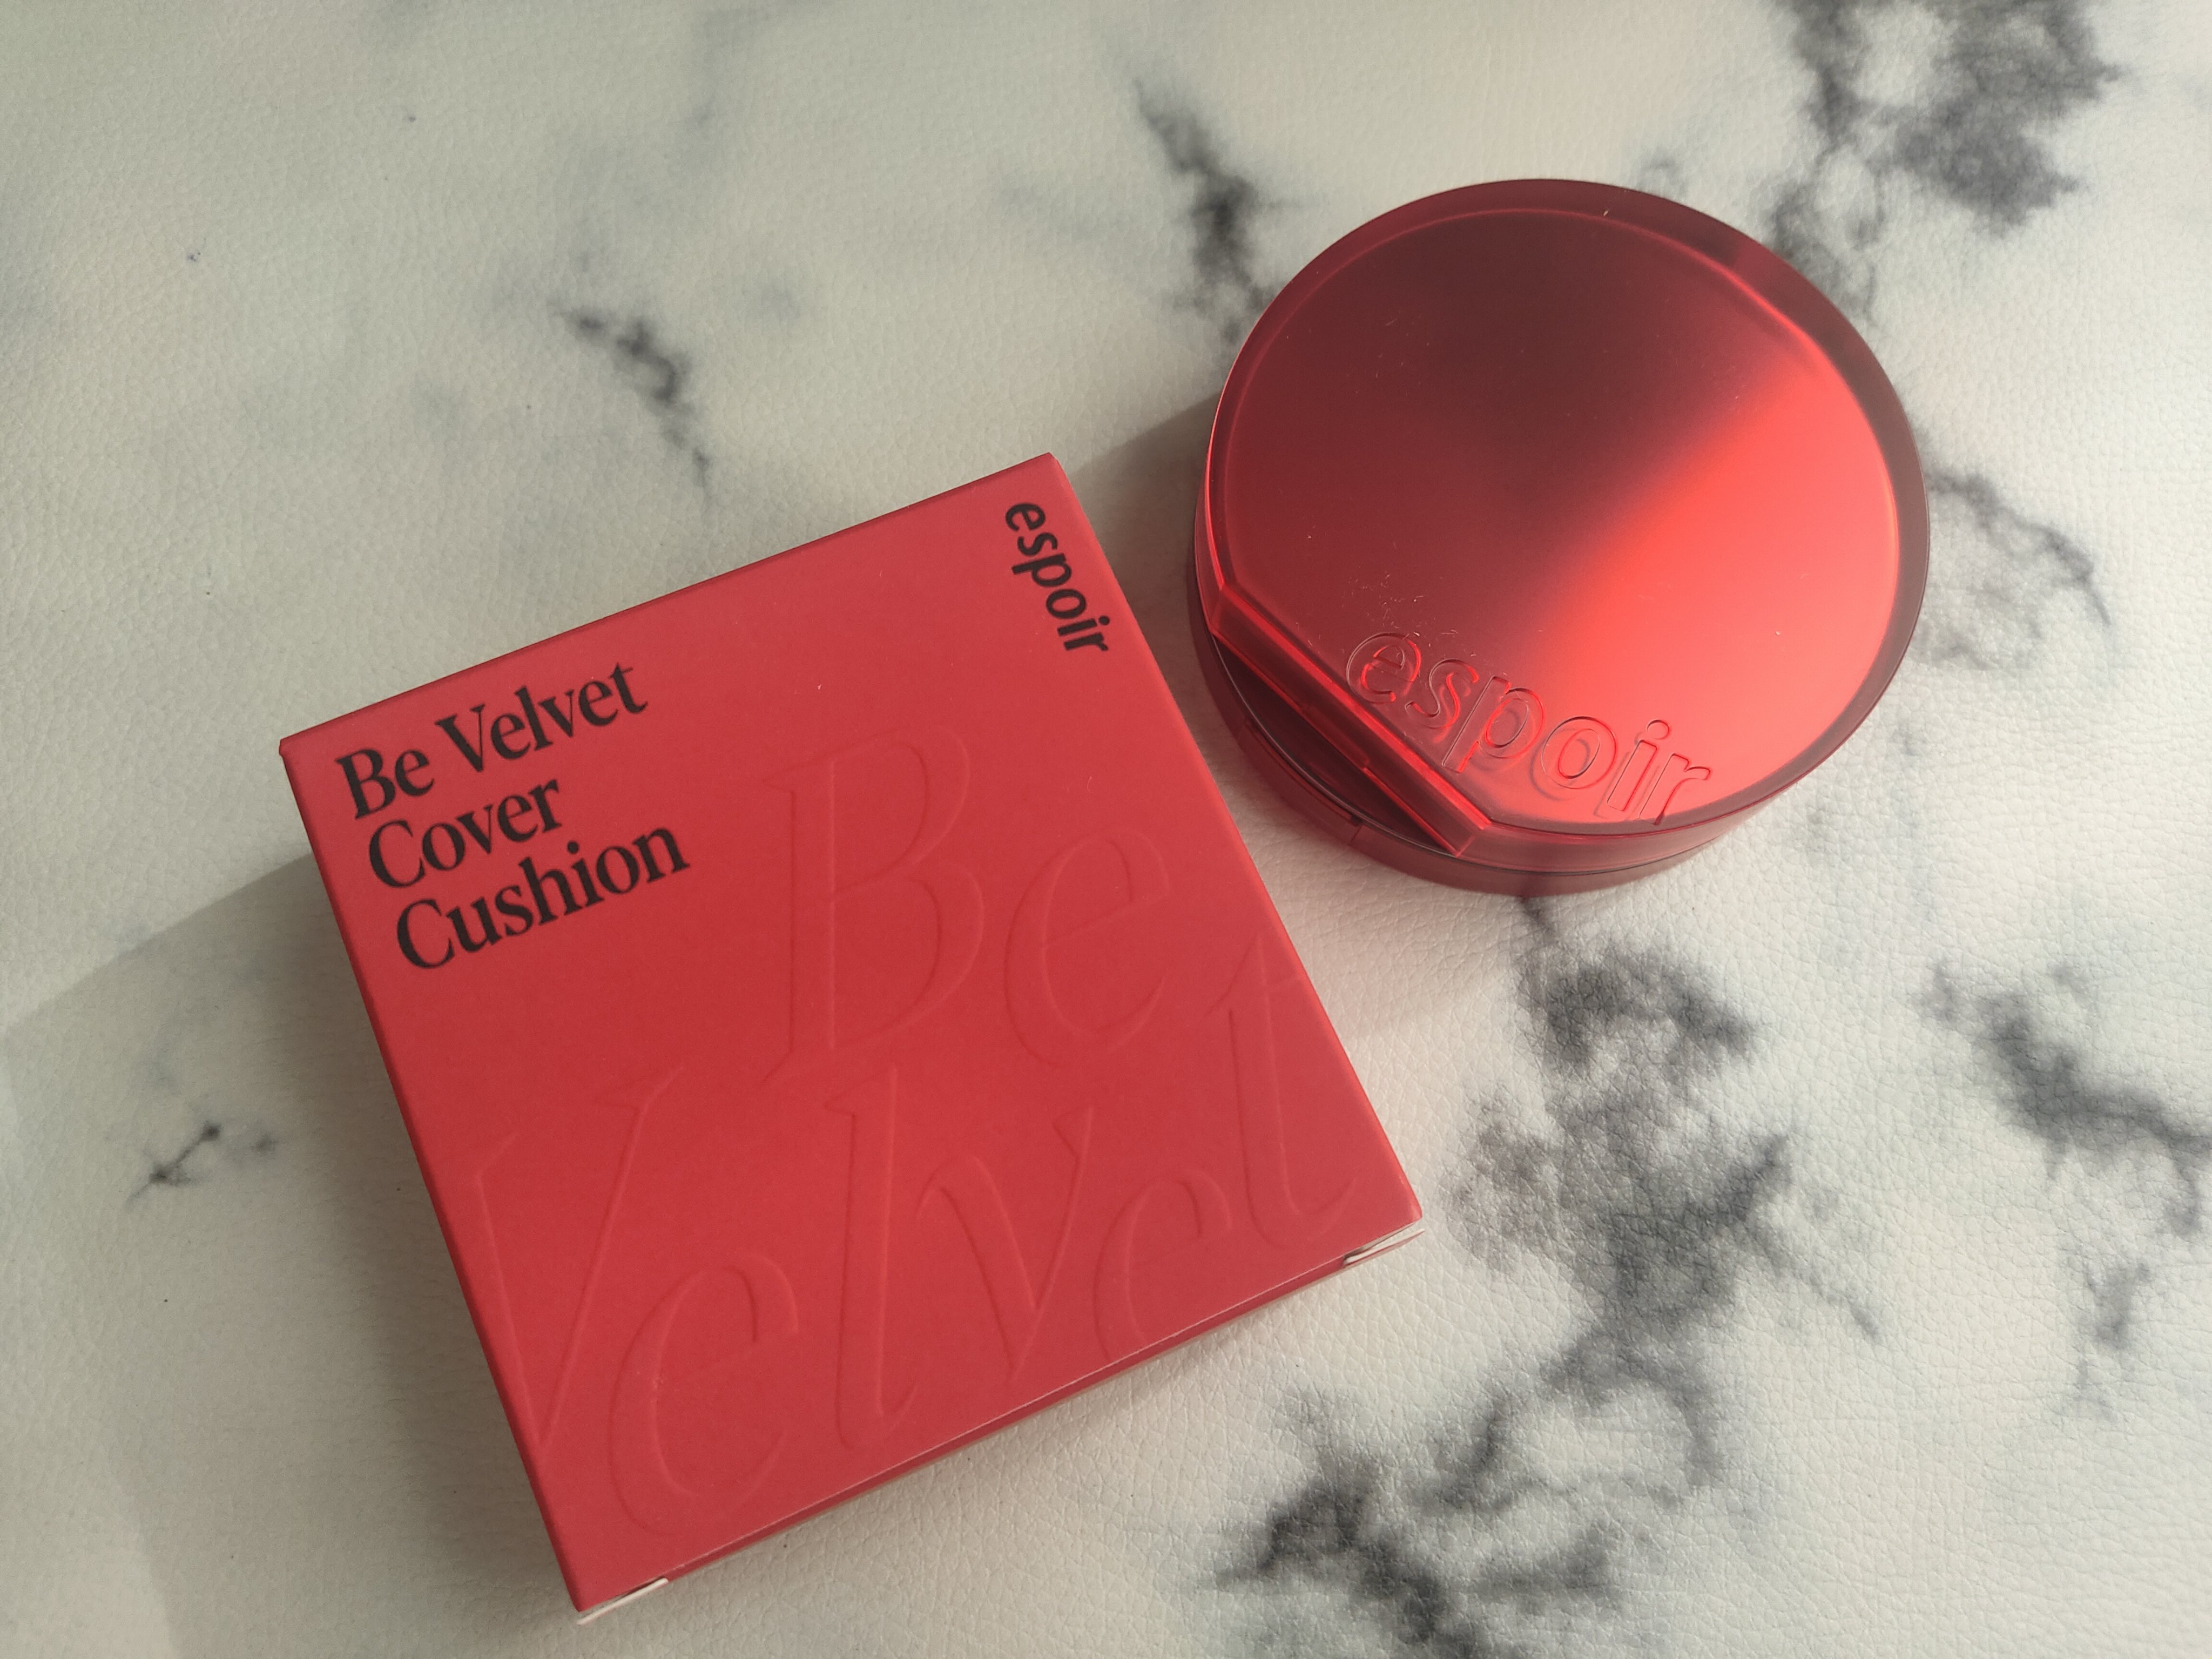 espoir
Be Velvet
Cover
Cushion
Be
Velvet
espoir